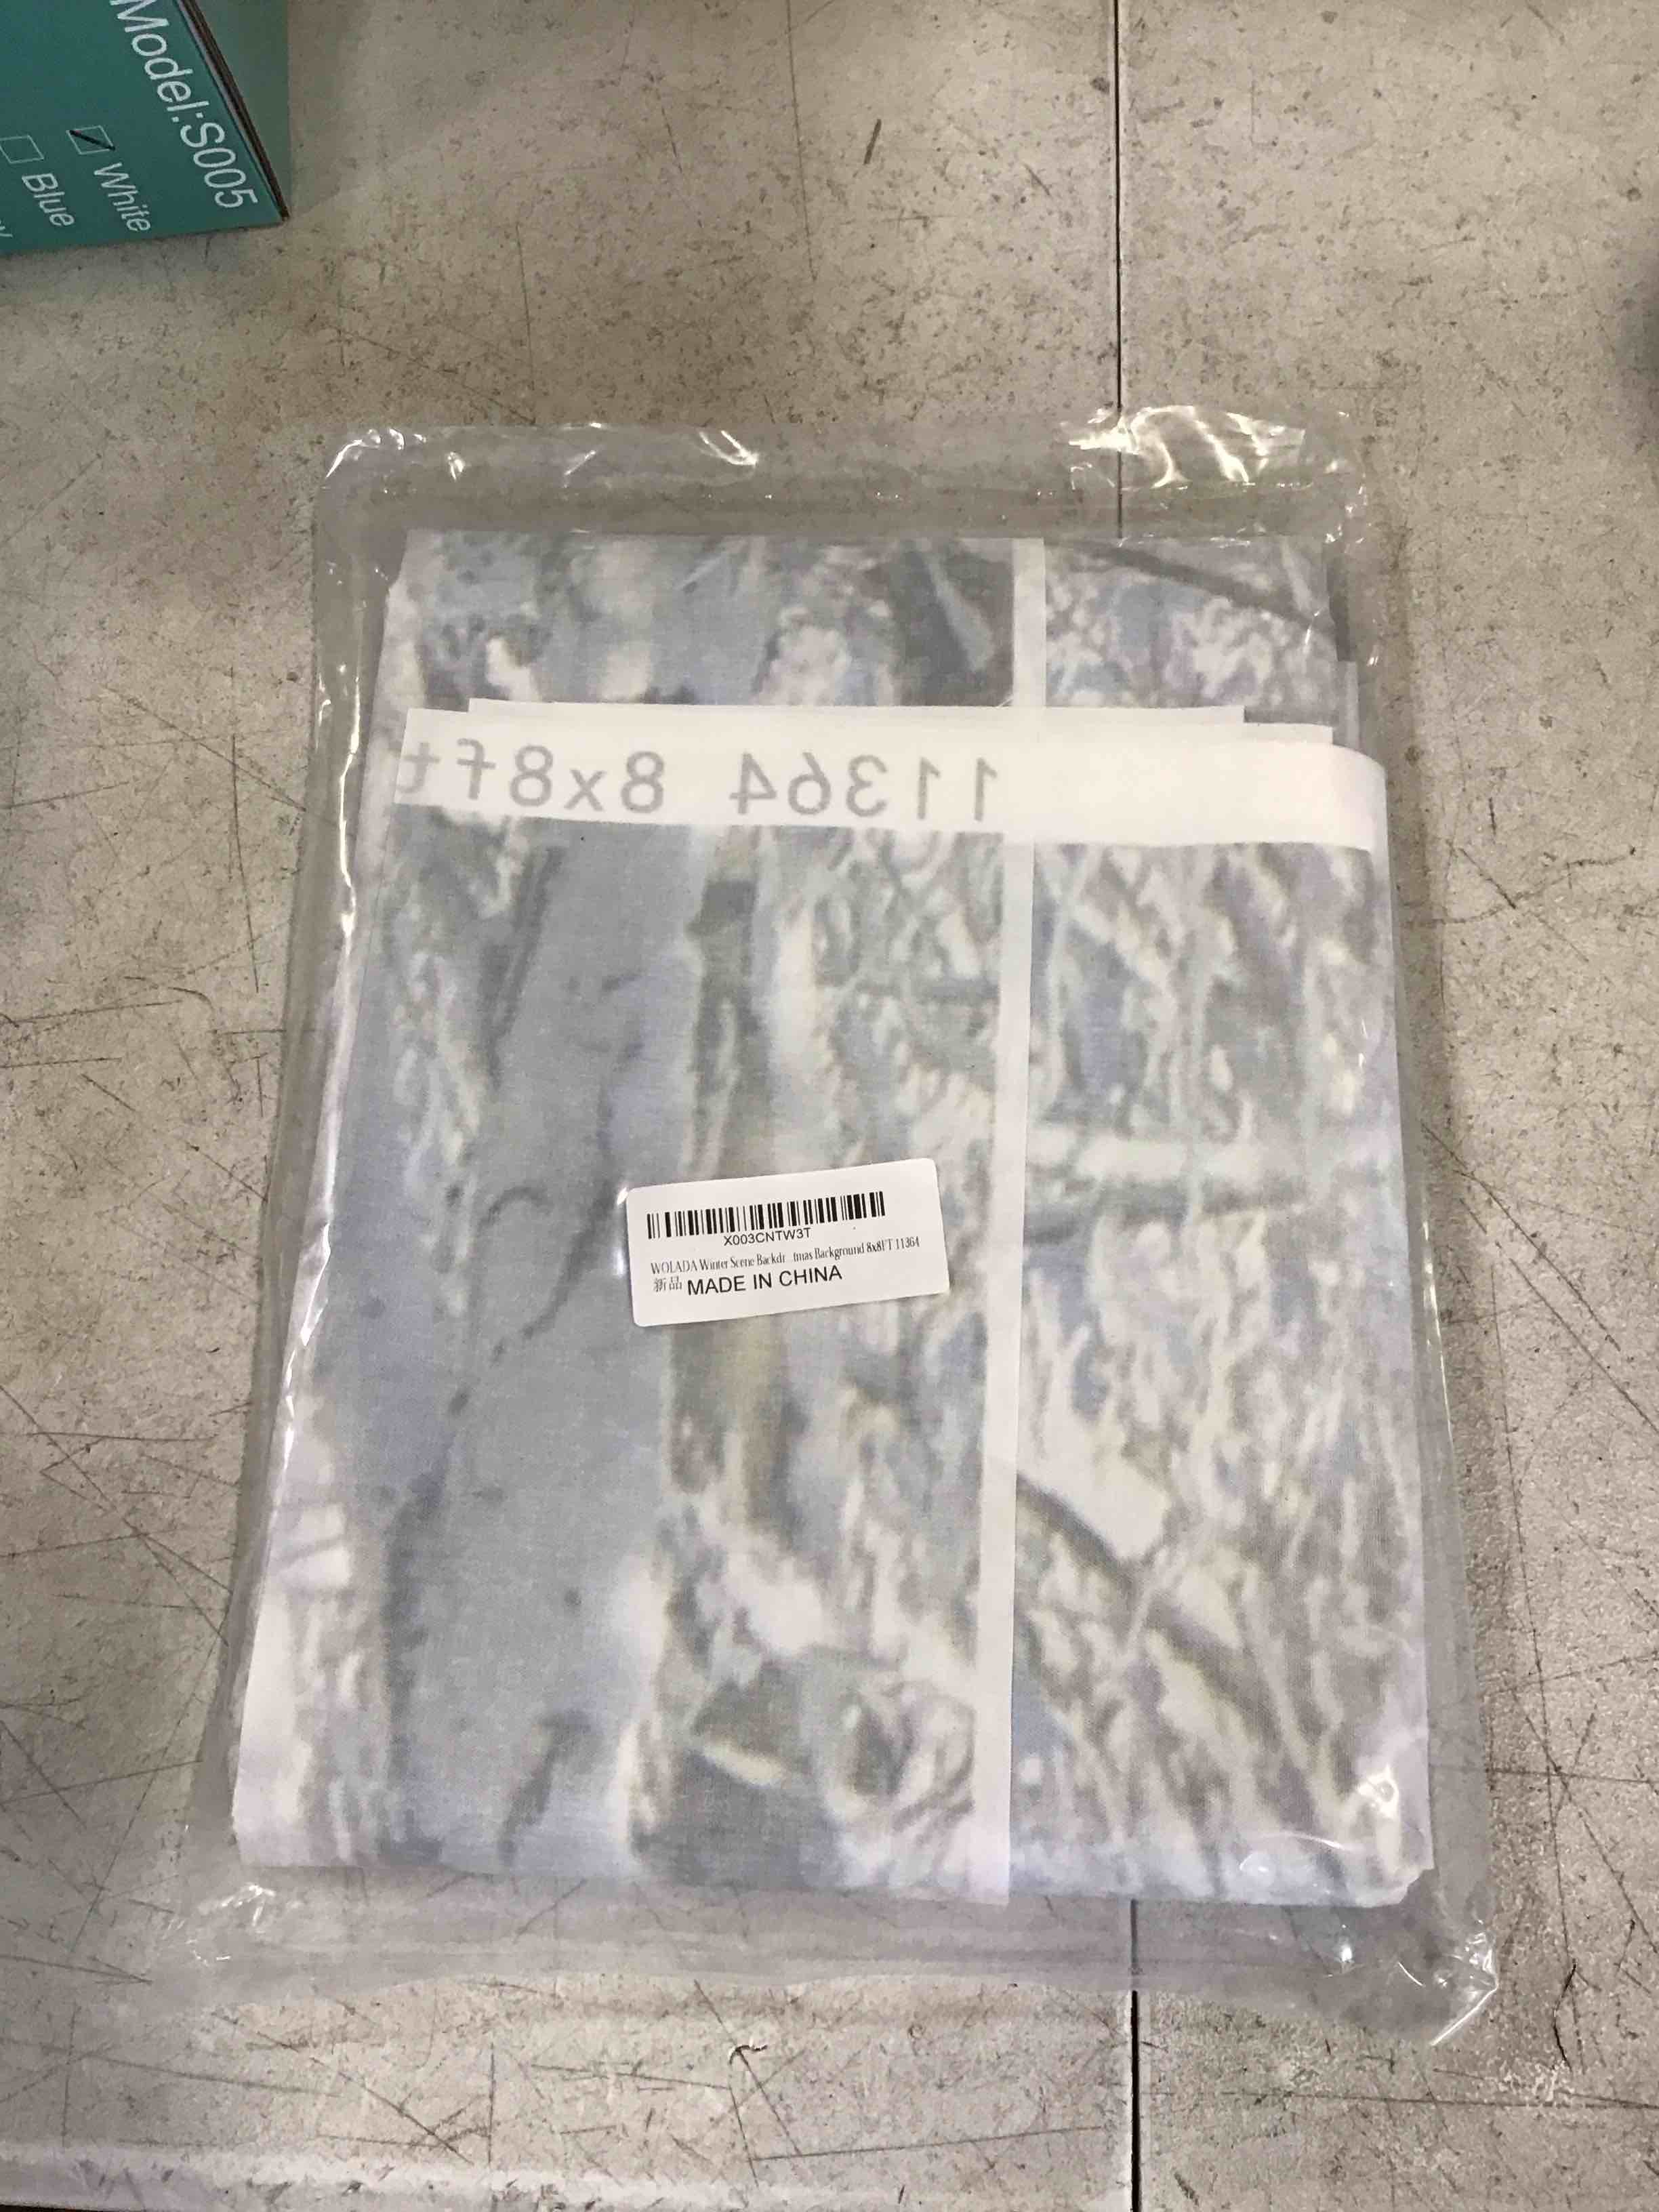 Model:S005
White
Blue
11364 8x8ft
X003CNTW3T
WOLADA Winter Scene Backdr...tmas Background 8x8FT 11364
新品 MADE IN CHINA